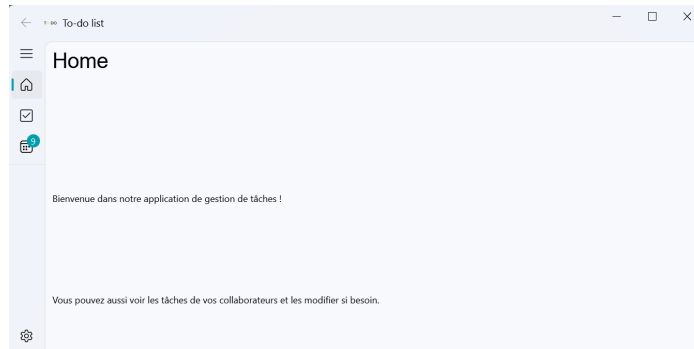 To-do list
Home
9
Bienvenue dans notre application de gestion de tâches !
Vous pouvez aussi voir les tâches de vos collaborateurs et les modifier si besoin.